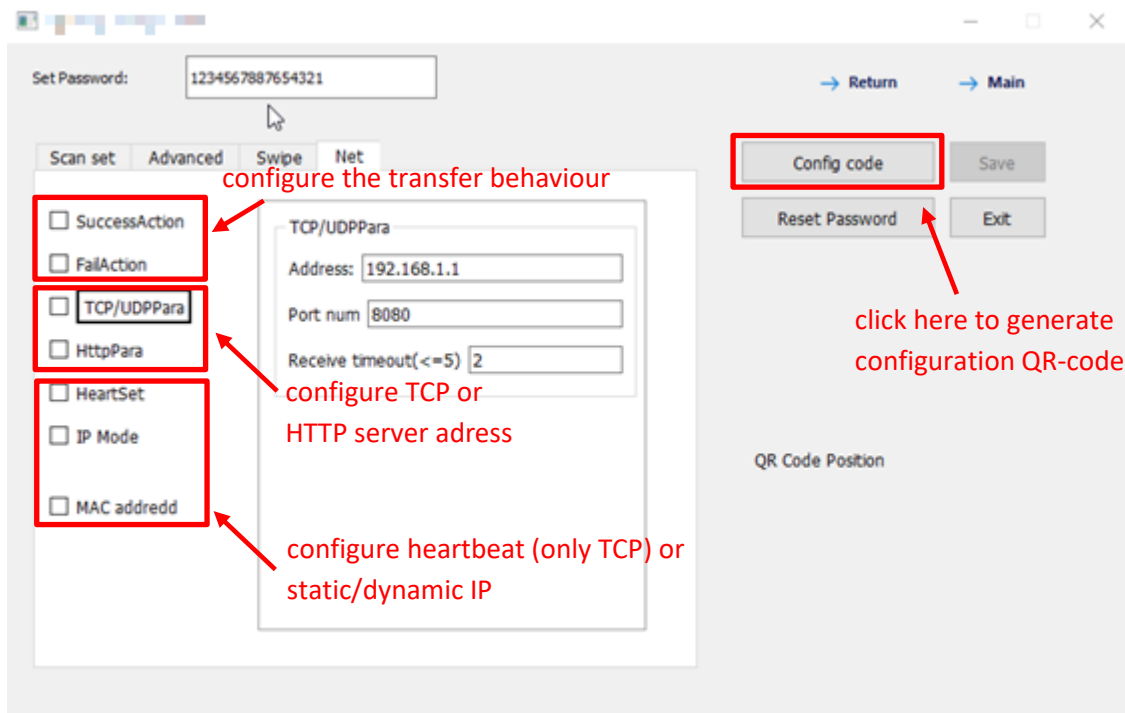 Set Password: 1234567887654321
→ Return → Main
Scan set Advanced Swipe Net
Config code Save
configure the transfer behaviour
SuccessAction
TCP/UDPPara
Reset Password Exit
FailAction
Address: 192.168.1.1
TCP/UDPPara
Port num 8080
click here to generate
configuration QR-code
HttpPara
Receive timeout(<=5) 2
HeartSet
configure TCP or
HTTP server adress
IP Mode
QR Code Position
MAC addredd
configure heartbeat (only TCP) or
static/dynamic IP